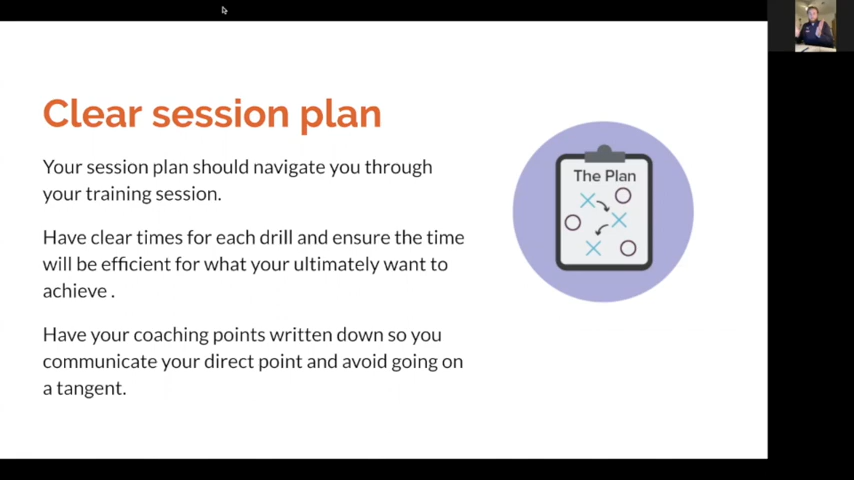 Clear session plan
Your session plan should navigate you through
your training session.
Have clear times for each drill and ensure the time
will be efficient for what your ultimately want to
achieve .
Have your coaching points written down so you
communicate your direct point and avoid going on
a tangent.
The Plan